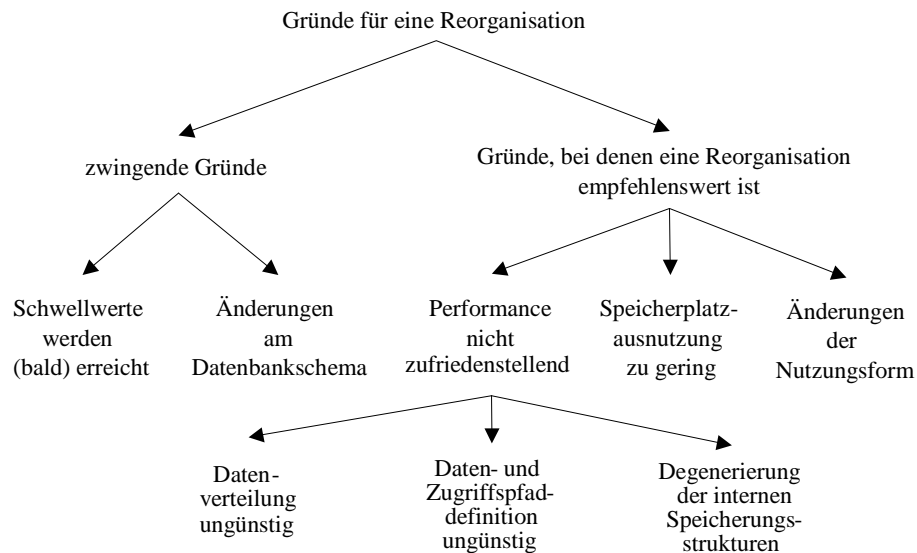 Gründe für eine Reorganisation
zwingende Gründe
Gründe, bei denen eine Reorganisation
empfehlenswert ist
Schwellwerte
werden
(bald) erreicht
Änderungen
am
Datenbankschema
Performance
nicht
zufriedenstellend
Speicherplatz-
ausnutzung
zu gering
Änderungen
der
Nutzungsform
Daten-
verteilung
ungünstig
Daten- und
Zugriffspfad-
definition
ungünstig
Degenerierung
der internen
Speicherungs-
strukturen